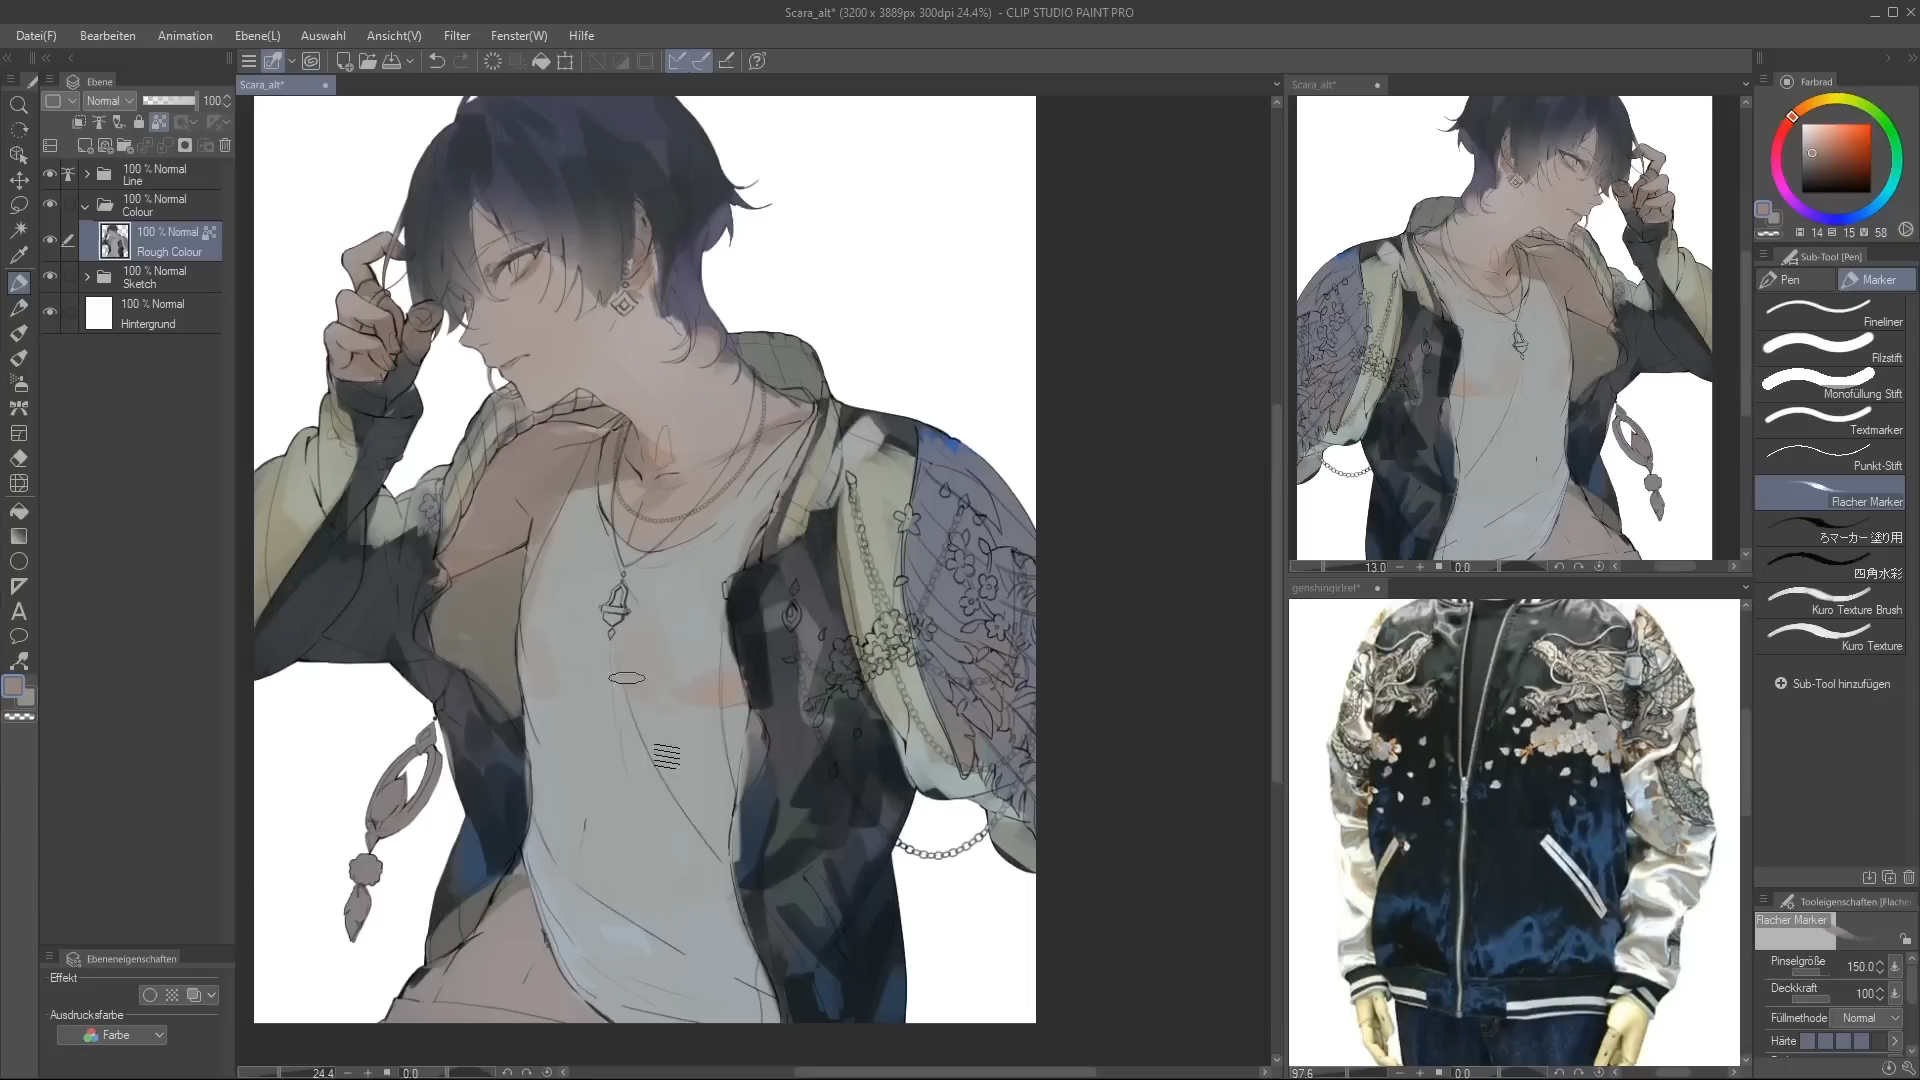 Scara_alt* (3200 x 3889px 300dpi 24.4%) - CLIP STUDIO PAINT PRO
Datei(F) Bearbeiten Animation Ebene(L) Auswahl Ansicht(V) Filter Fenster(W) Hilfe
Ebene
Normal 100
100 % Normal
Line
100 % Normal
Colour
100 % Normal
Rough Colour
100 % Normal
Sketch
100 % Normal
Hintergrund
Ebeneneigenschaften
Effekt
Ausdrucksfarbe
Farbe
Scara_alt*
24.4 0.0
Scara_alt*
13.0 0.0
genshingirlref*
97.6 0.0
Farbrad
14 15 58
Sub-Tool [Pen]
Pen Marker
Fineliner
Filzstift
Monofüllung Stift
Textmarker
Punkt-Stift
Flacher Marker
ろマーカー 塗り用
四角水彩
Kuro Texture Brush
Kuro Texture
Sub-Tool hinzufügen
Tooleigenschaften [Flacher
Flacher Marker
Pinselgröße 150.0
Deckkraft 100
Füllmethode Normal
Härte
A